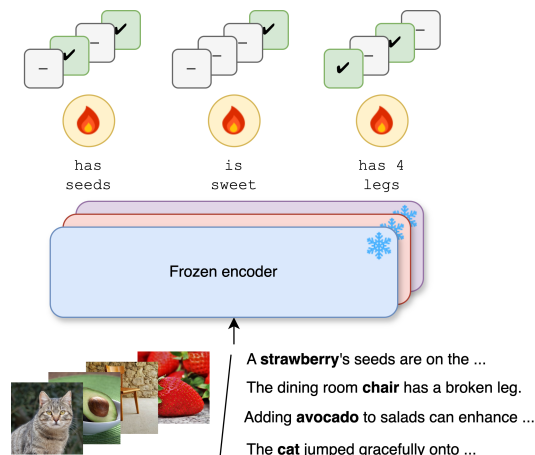 has seeds
is sweet
has 4 legs
Frozen encoder
A strawberry's seeds are on the ...
The dining room chair has a broken leg.
Adding avocado to salads can enhance ...
The cat jumped gracefully onto ...